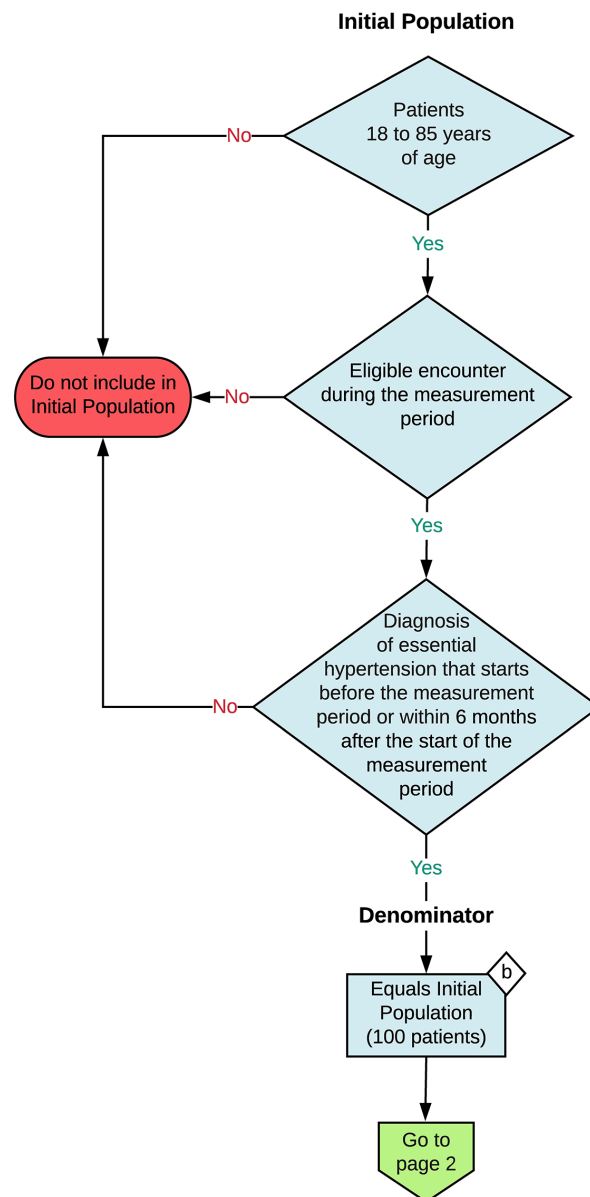 Initial Population
Patients
18 to 85 years
of age
No
Yes
Eligible encounter
during the measurement
period
Do not include in
Initial Population
No
Yes
Diagnosis
of essential
hypertension that starts
before the measurement
period or within 6 months
after the start of the
measurement
period
No
Yes
Denominator
b
Equals Initial
Population
(100 patients)
Go to
page 2